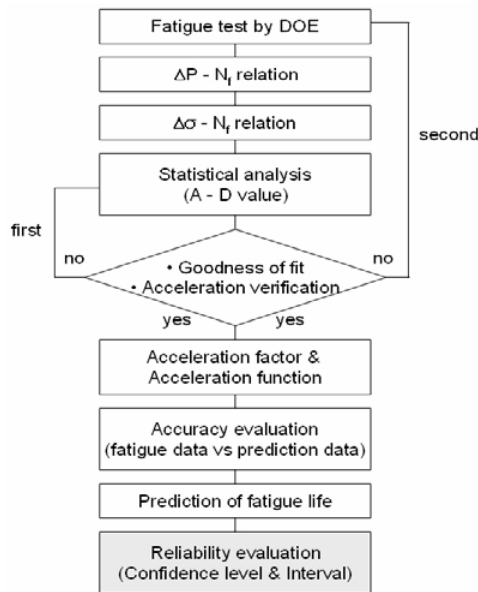 Fatigue test by DOE
ΔP - Nf relation
Δσ - Nf relation
second
Statistical analysis
(A - D value)
first
no
no
• Goodness of fit
• Acceleration verification
yes
yes
Acceleration factor &
Acceleration function
Accuracy evaluation
(fatigue data vs prediction data)
Prediction of fatigue life
Reliability evaluation
(Confidence level & Interval)